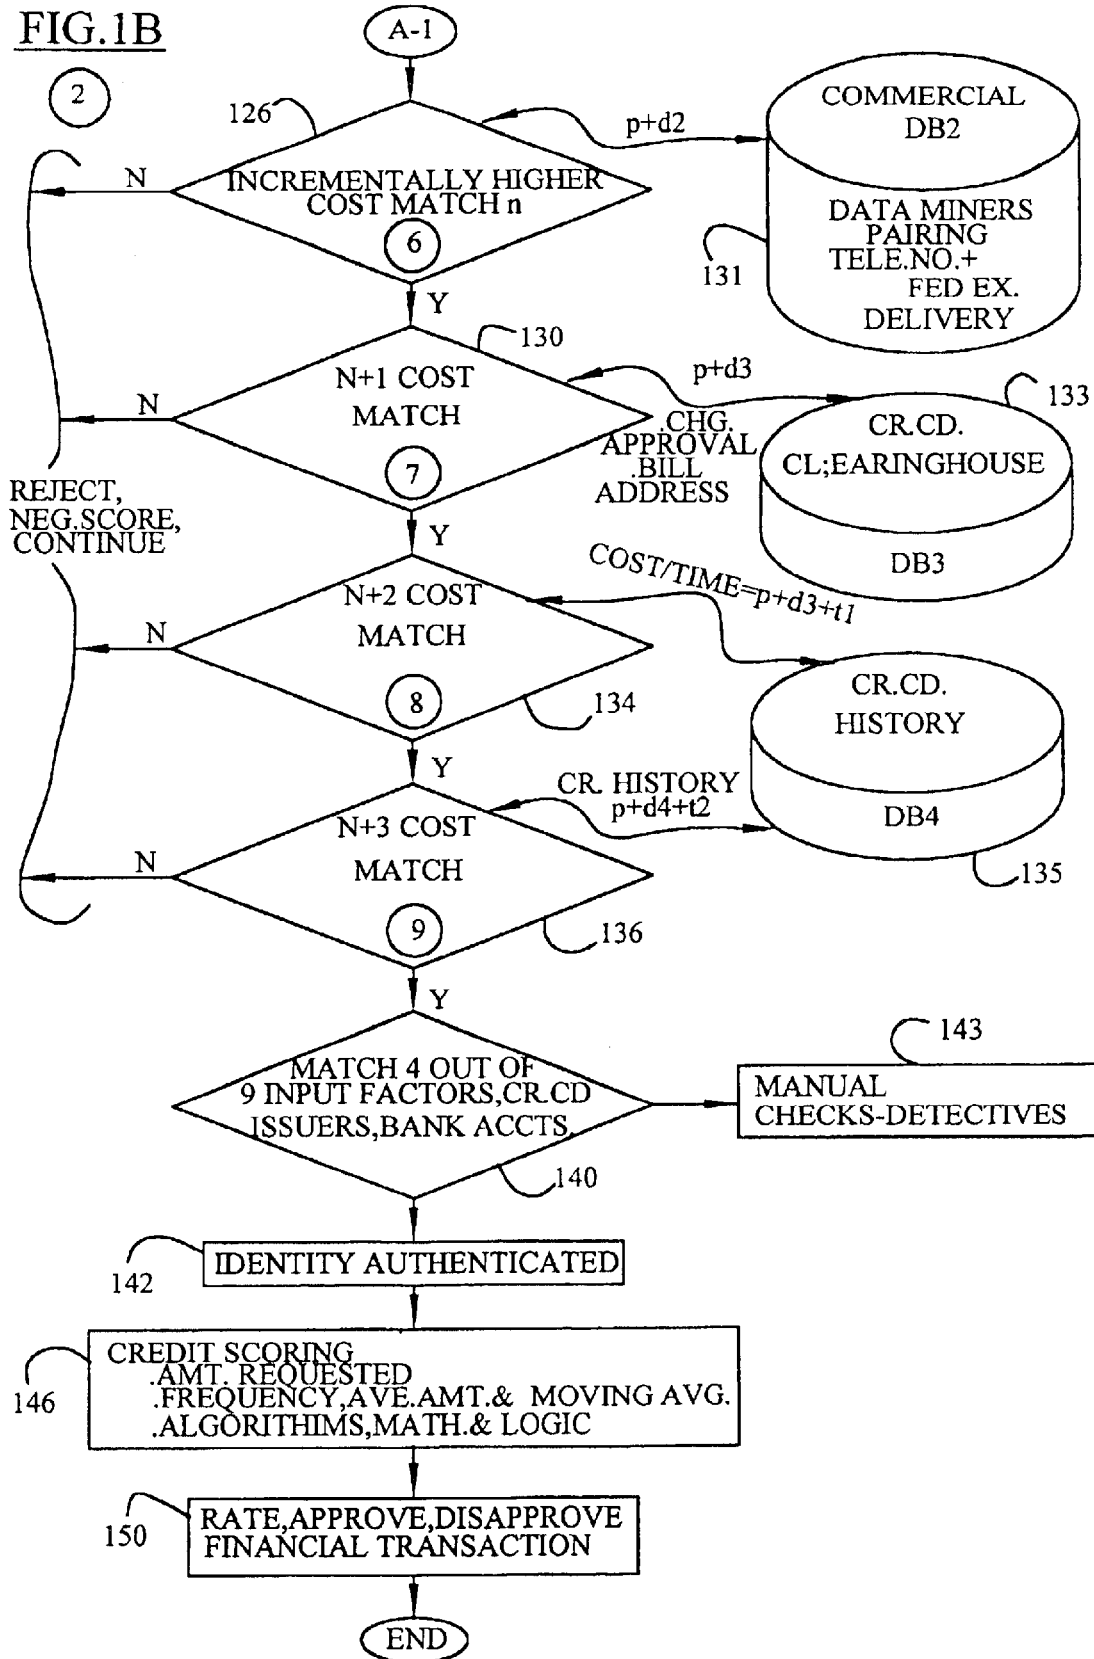 FIG.1B
A-1
2
126
p+d2
COMMERCIAL
DB2
N
INCREMENTALLY HIGHER
COST MATCH n
6
DATA MINERS
PAIRING
TELE.NO.+
FED EX.
DELIVERY
131
Y
130
N+1 COST
MATCH
N
7
p+d3
.CHG.
APPROVAL
.BILL
ADDRESS
133
CR.CD.
CL;EARINGHOUSE
DB3
REJECT,
NEG.SCORE,
CONTINUE
Y
COST/TIME=p+d3+t1
N+2 COST
MATCH
N
8
134
CR.CD.
HISTORY
DB4
135
Y
CR. HISTORY
p+d4+t2
N+3 COST
MATCH
N
9
136
Y
MATCH 4 OUT OF
9 INPUT FACTORS,CR.CD
ISSUERS,BANK ACCTS.
140
143
MANUAL
CHECKS-DETECTIVES
142
IDENTITY AUTHENTICATED
146
CREDIT SCORING
.AMT. REQUESTED
.FREQUENCY,AVE.AMT.& MOVING AVG.
.ALGORITHIMS,MATH.& LOGIC
150
RATE,APPROVE,DISAPPROVE
FINANCIAL TRANSACTION
END